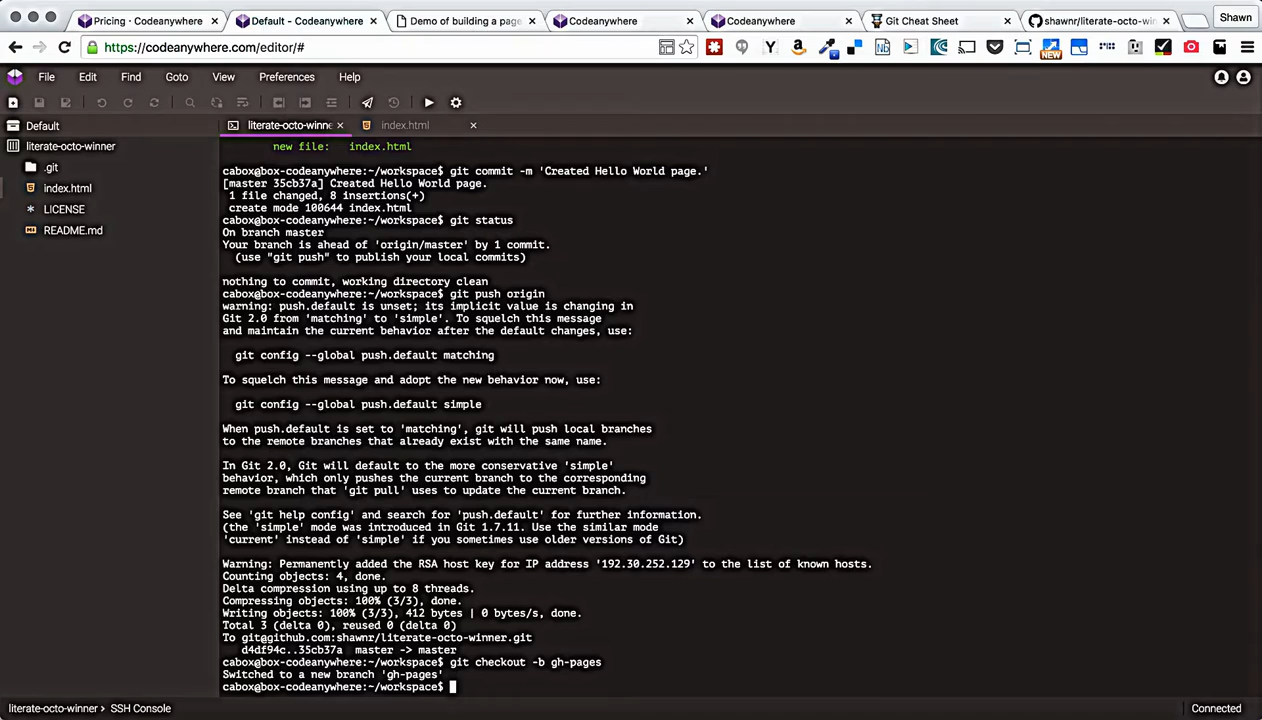 Pricing · Codeanywhere
Default - Codeanywhere
Demo of building a page
Codeanywhere
Codeanywhere
Git Cheat Sheet
shawnr/literate-octo-winn
Shawn
https://codeanywhere.com/editor/#
NEW
File Edit Find Goto View Preferences Help
Default
literate-octo-winne
index.html
literate-octo-winner
.git
index.html
LICENSE
README.md
new file:   index.html
cabox@box-codeanywhere:~/workspace$ git commit -m 'Created Hello World page.'
[master 35cb37a] Created Hello World page.
1 file changed, 8 insertions(+)
create mode 100644 index.html
cabox@box-codeanywhere:~/workspace$ git status
On branch master
Your branch is ahead of 'origin/master' by 1 commit.
(use "git push" to publish your local commits)
nothing to commit, working directory clean
cabox@box-codeanywhere:~/workspace$ git push origin
warning: push.default is unset; its implicit value is changing in
Git 2.0 from 'matching' to 'simple'. To squelch this message
and maintain the current behavior after the default changes, use:
git config --global push.default matching
To squelch this message and adopt the new behavior now, use:
git config --global push.default simple
When push.default is set to 'matching', git will push local branches
to the remote branches that already exist with the same name.
In Git 2.0, Git will default to the more conservative 'simple'
behavior, which only pushes the current branch to the corresponding
remote branch that 'git pull' uses to update the current branch.
See 'git help config' and search for 'push.default' for further information.
(the 'simple' mode was introduced in Git 1.7.11. Use the similar mode
'current' instead of 'simple' if you sometimes use older versions of Git)
Warning: Permanently added the RSA host key for IP address '192.30.252.129' to the list of known hosts.
Counting objects: 4, done.
Delta compression using up to 8 threads.
Compressing objects: 100% (3/3), done.
Writing objects: 100% (3/3), 412 bytes | 0 bytes/s, done.
Total 3 (delta 0), reused 0 (delta 0)
To git@github.com:shawnr/literate-octo-winner.git
d4df94c..35cb37a  master -> master
cabox@box-codeanywhere:~/workspace$ git checkout -b gh-pages
Switched to a new branch 'gh-pages'
cabox@box-codeanywhere:~/workspace$
literate-octo-winner > SSH Console
Connected